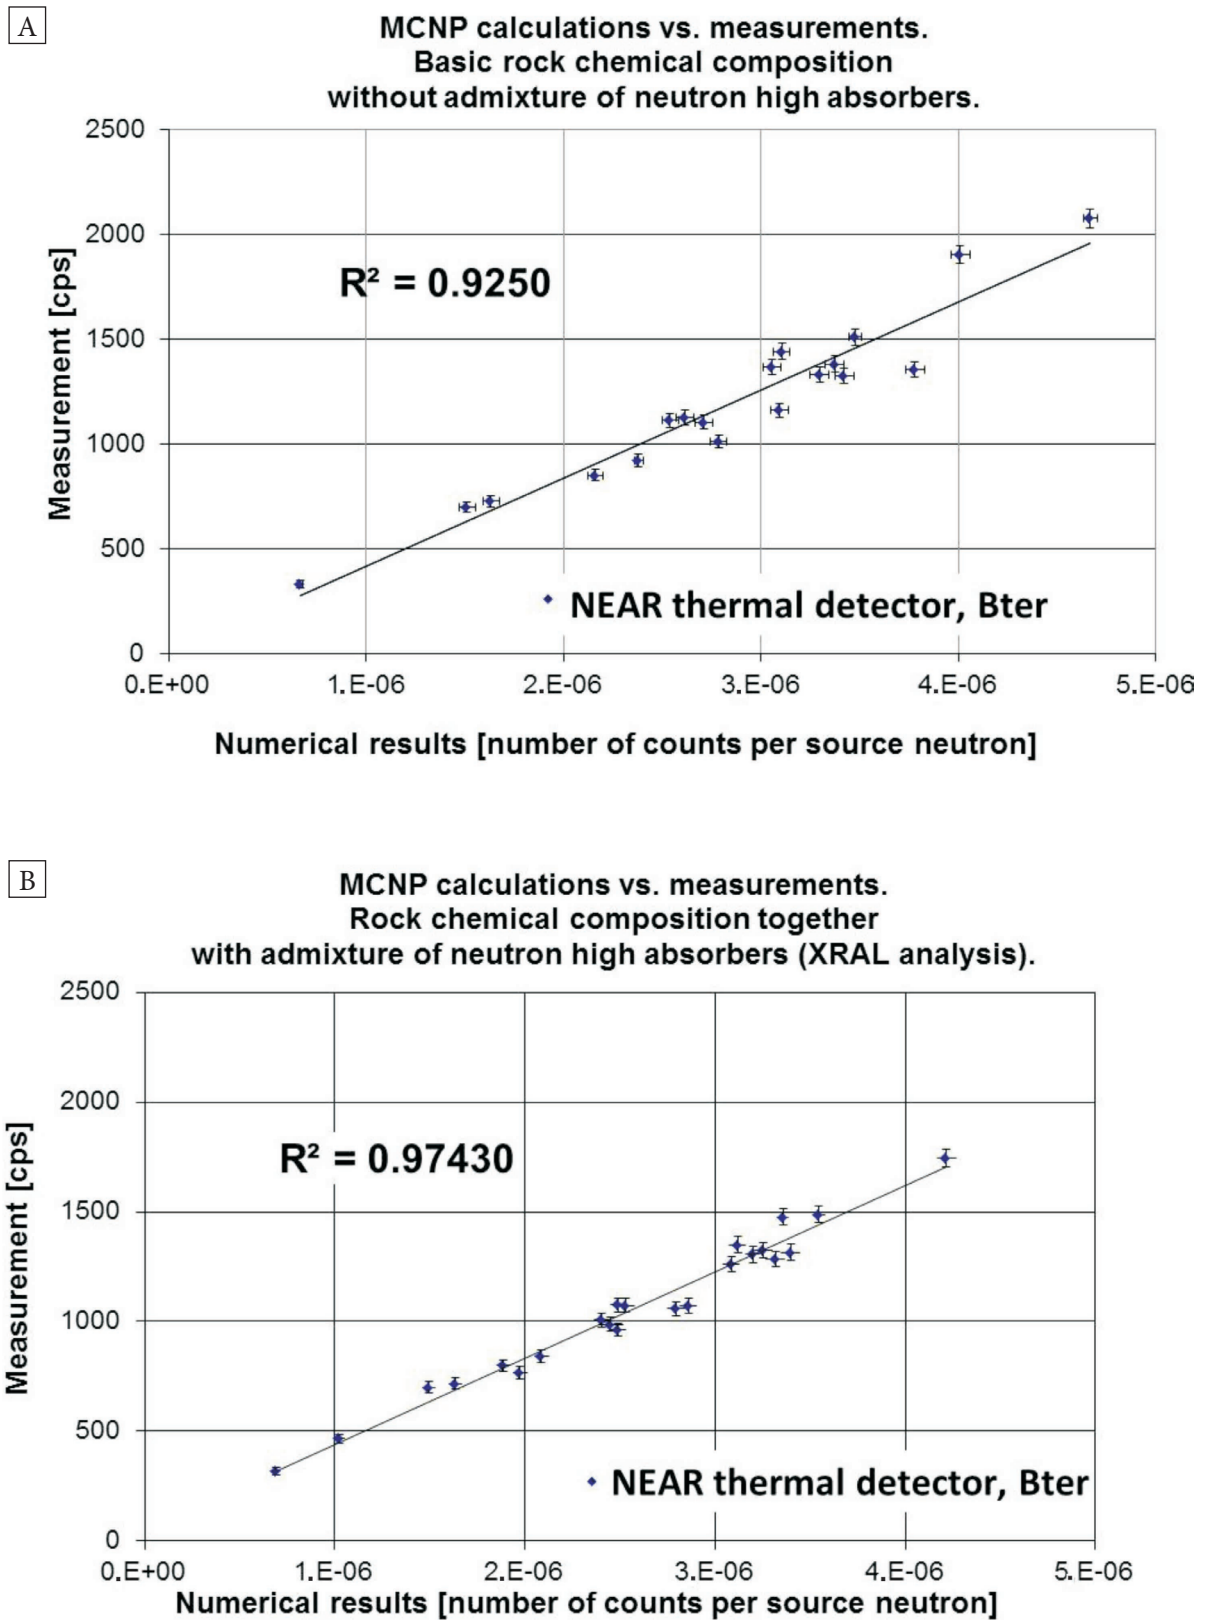 A
MCNP calculations vs. measurements.
Basic rock chemical composition
without admixture of neutron high absorbers.
2500
2000
1500
1000
500
0
Measurement [cps]
R² = 0.9250
NEAR thermal detector, Bter
0.E+00 1.E-06 2.E-06 3.E-06 4.E-06 5.E-06
Numerical results [number of counts per source neutron]
B
MCNP calculations vs. measurements.
Rock chemical composition together
with admixture of neutron high absorbers (XRAL analysis).
2500
2000
1500
1000
500
0
Measurement [cps]
R² = 0.97430
NEAR thermal detector, Bter
0.E+00 1.E-06 2.E-06 3.E-06 4.E-06 5.E-06
Numerical results [number of counts per source neutron]